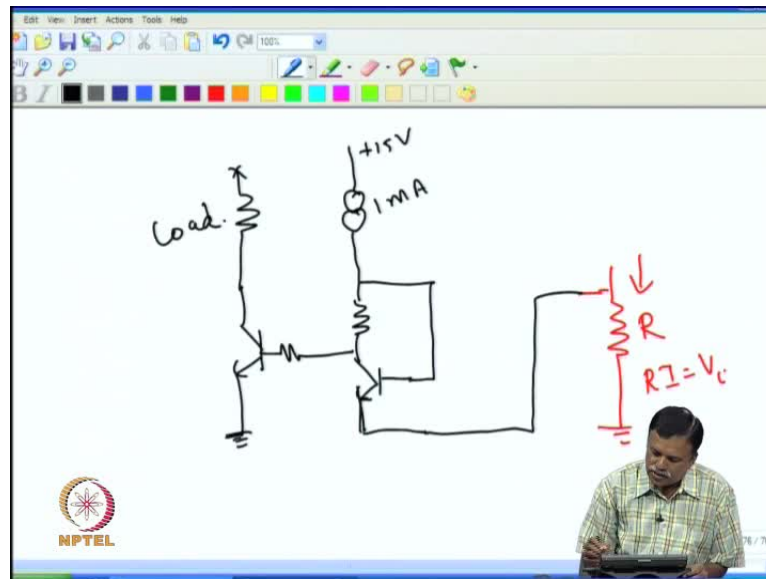 Edit View Insert Actions Tools Help
100%
B I
+15V
1mA
Load.
R
RI = V
NPTEL